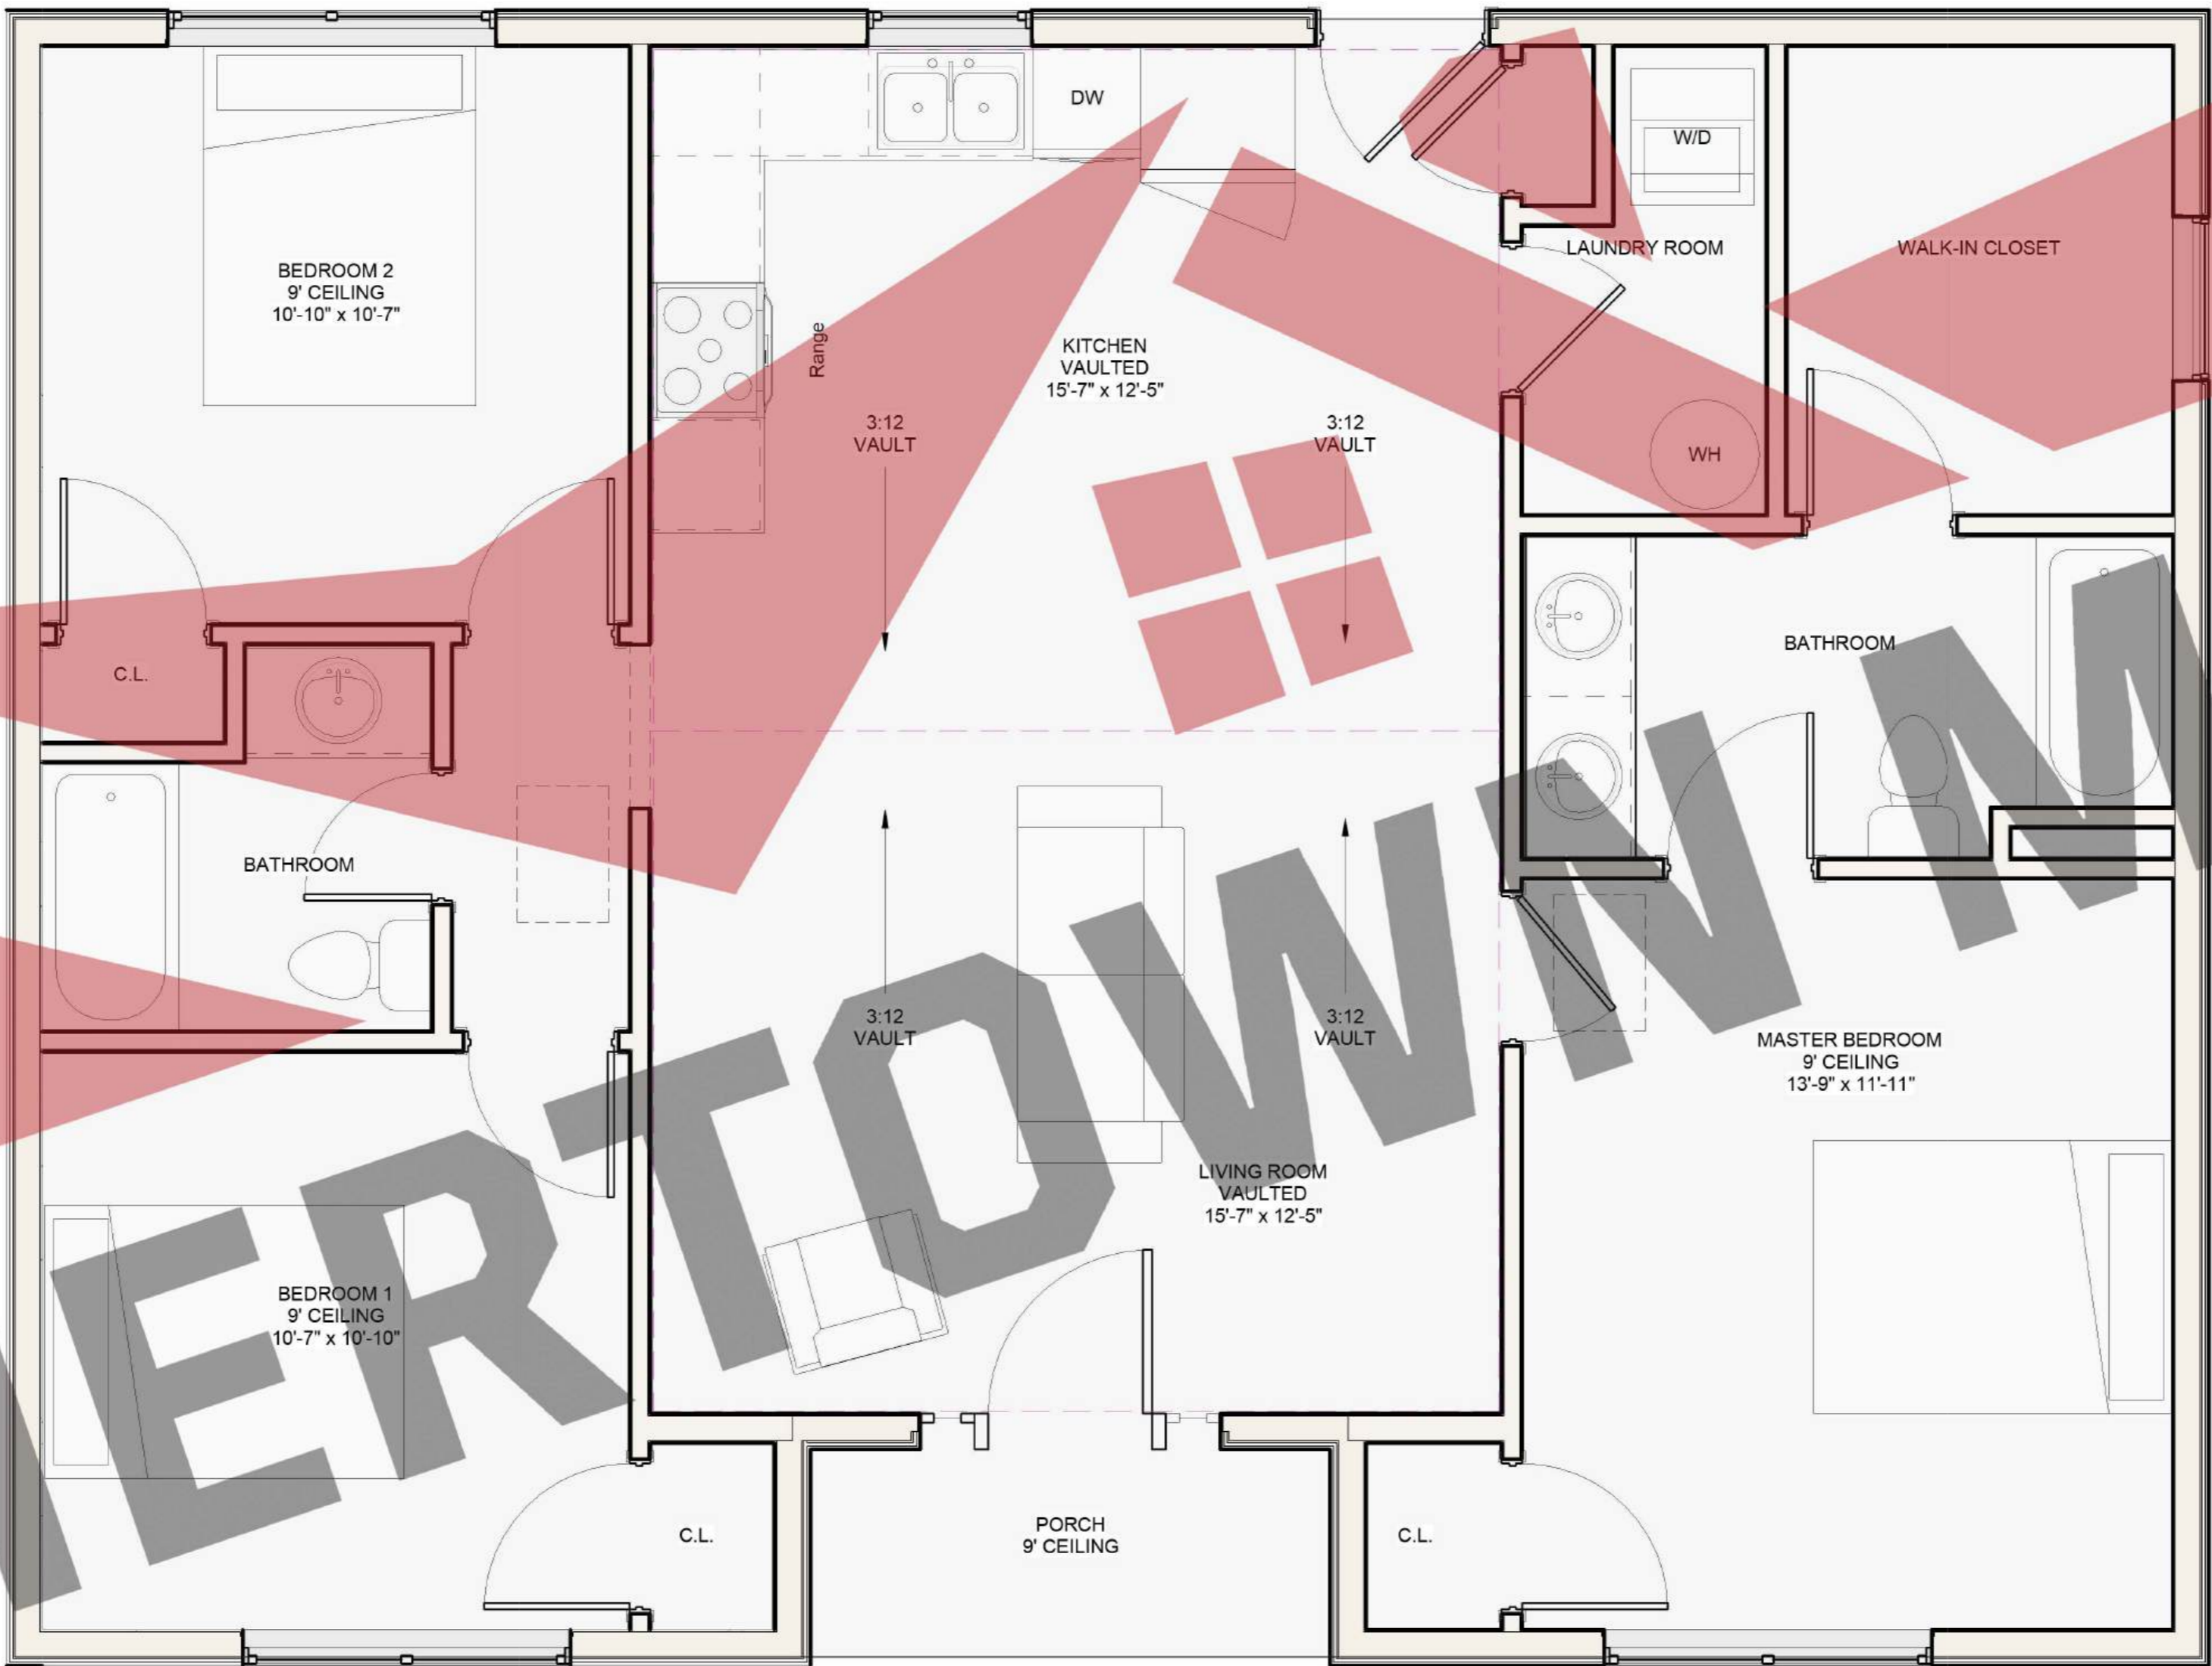 DW
W/D
BEDROOM 2
9' CEILING
10'-10" x 10'-7"
LAUNDRY ROOM
WALK-IN CLOSET
Range
KITCHEN
VAULTED
15'-7" x 12'-5"
3:12
VAULT
3:12
VAULT
WH
C.L.
BATHROOM
BATHROOM
3:12
VAULT
3:12
VAULT
MASTER BEDROOM
9' CEILING
13'-9" x 11'-11"
LIVING ROOM
VAULTED
15'-7" x 12'-5"
BEDROOM 1
9' CEILING
10'-7" x 10'-10"
C.L.
PORCH
9' CEILING
C.L.
ERTOWN M